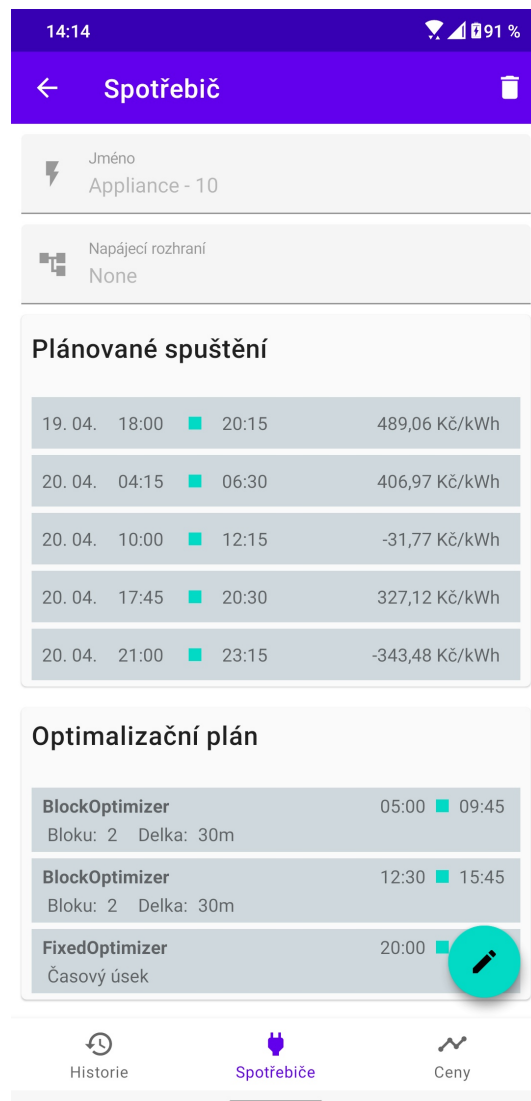 14:14 91 %
Spotřebič
Jméno
Appliance - 10
Napájecí rozhraní
None
Plánované spuštění
19. 04. 18:00 20:15 489,06 Kč/kWh
20. 04. 04:15 06:30 406,97 Kč/kWh
20. 04. 10:00 12:15 -31,77 Kč/kWh
20. 04. 17:45 20:30 327,12 Kč/kWh
20. 04. 21:00 23:15 -343,48 Kč/kWh
Optimalizační plán
BlockOptimizer 05:00 09:45
Bloku: 2 Delka: 30m
BlockOptimizer 12:30 15:45
Bloku: 2 Delka: 30m
FixedOptimizer 20:00
Časový úsek
Historie Spotřebiče Ceny